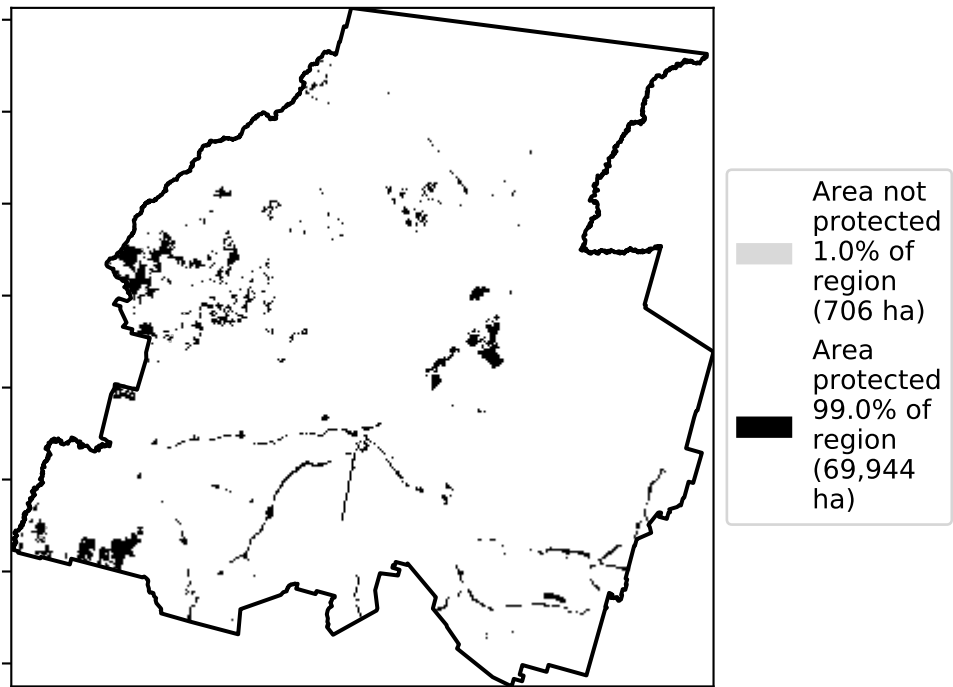 Area not
protected
1.0% of
region
(706 ha)
Area
protected
99.0% of
region
(69,944
ha)